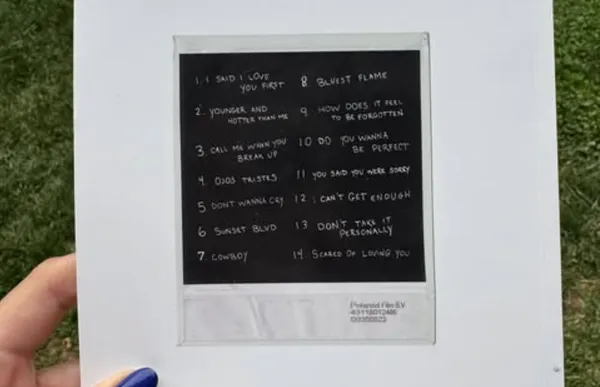 1. I SAID I LOVE
YOU FIRST
2. YOUNGER AND
HOTTER THAN ME
3. CALL ME WHEN YOU
BREAK UP
4. OJOS TRISTES
5 DON'T WANNA CRY
6 SUNSET BLVD
7. COWBOY
8. BLUEST FLAME
9. HOW DOES IT FEEL
TO BE FORGOTTEN
10 DO YOU WANNA
BE PERFECT
11 YOU SAID YOU WERE SORRY
12 I CAN'T GET ENOUGH
13 DON'T TAKE IT
PERSONALLY
14. SCARED OF LOVING YOU
Polaroid Film B.V